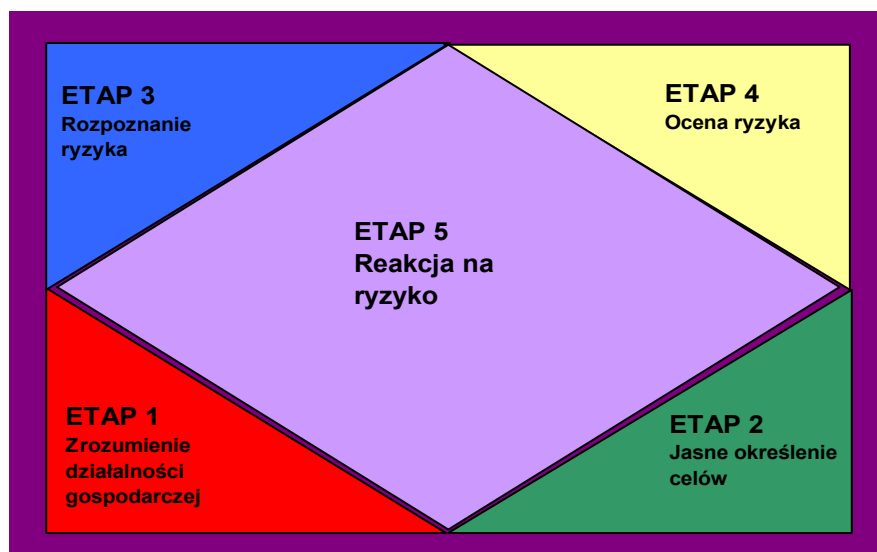 ETAP 3
Rozpoznanie
ryzyka
ETAP 4
Ocena ryzyka
ETAP 5
Reakcja na
ryzyko
ETAP 1
Zrozumienie
działalności
gospodarczej
ETAP 2
Jasne określenie
celów